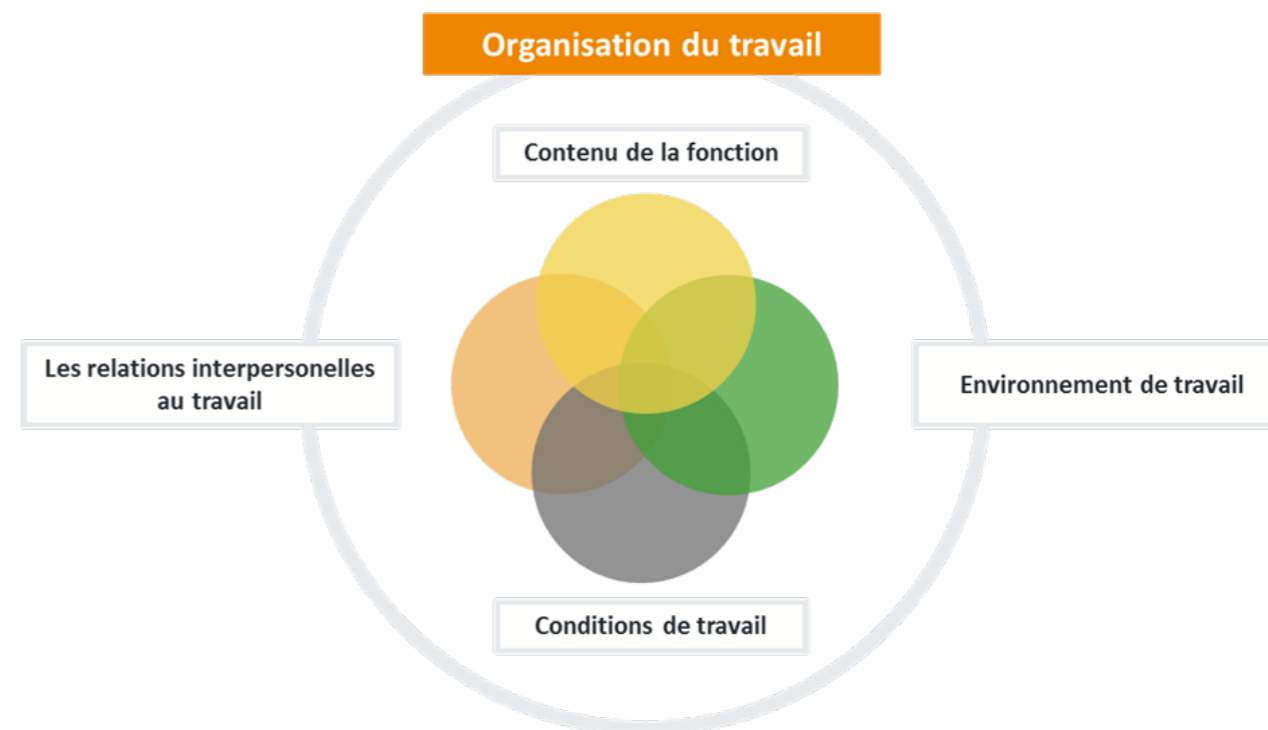 Organisation du travail
Contenu de la fonction
Les relations interpersonelles
au travail
Environnement de travail
Conditions de travail